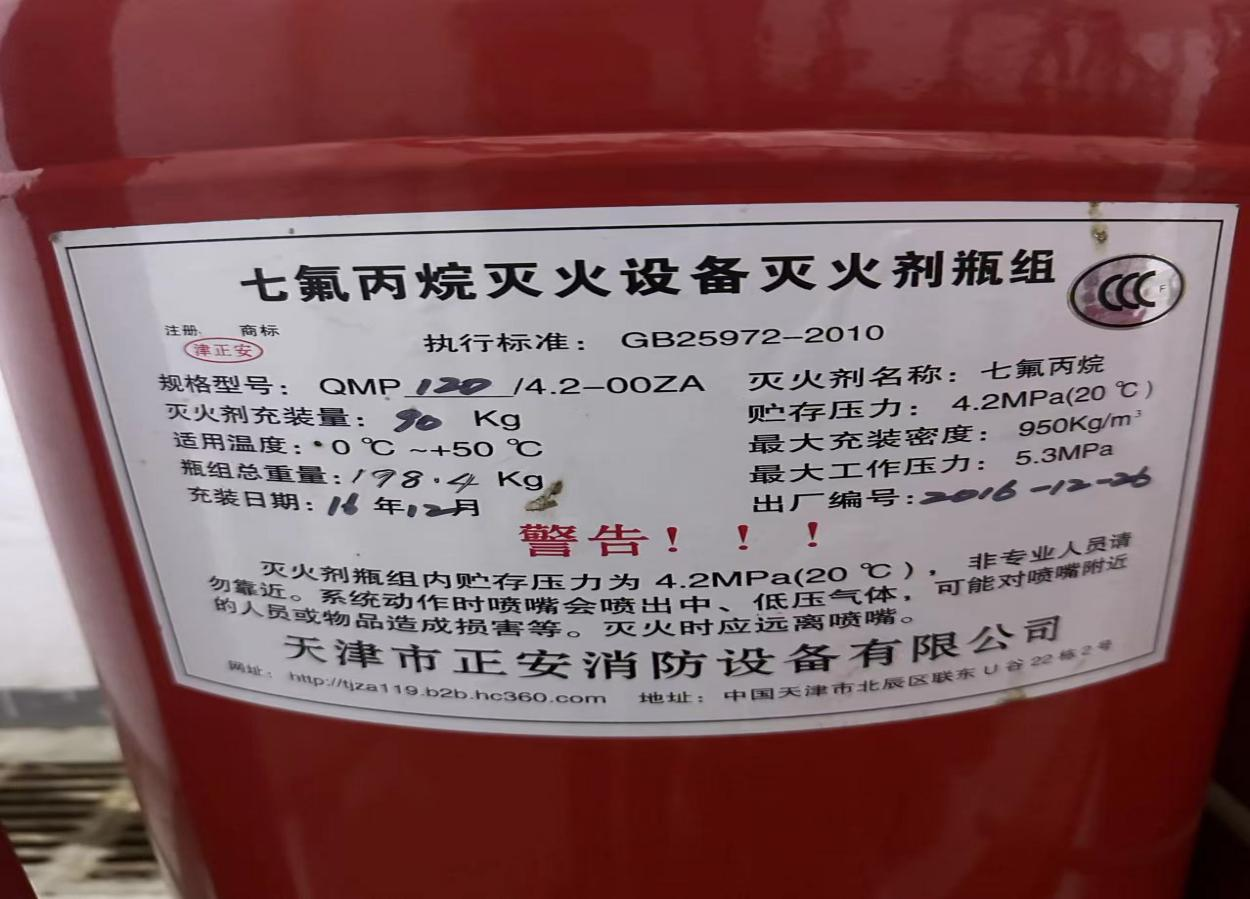 七氟丙烷灭火设备灭火剂瓶组
CCC F
注册 商标
津正安
执行标准： GB25972-2010
规格型号： QMP 120 /4.2-00ZA
灭火剂名称：七氟丙烷
灭火剂充装量： 90 Kg
贮存压力： 4.2MPa(20 ℃)
适用温度：0 ℃ ~+50 ℃
最大充装密度： 950Kg/m³
瓶组总重量：198.4 Kg
最大工作压力： 5.3MPa
充装日期：16 年12月
出厂编号：2016-12-26
警告！！！
灭火剂瓶组内贮存压力为 4.2MPa(20 ℃)，非专业人员请
勿靠近。系统动作时喷嘴会喷出中、低压气体，可能对喷嘴附近
的人员或物品造成损害等。灭火时应远离喷嘴。
天津市正安消防设备有限公司
网址： http://tjza119.b2b.hc360.com 地址：中国天津市北辰区联东 U 谷 22 栋 2 号